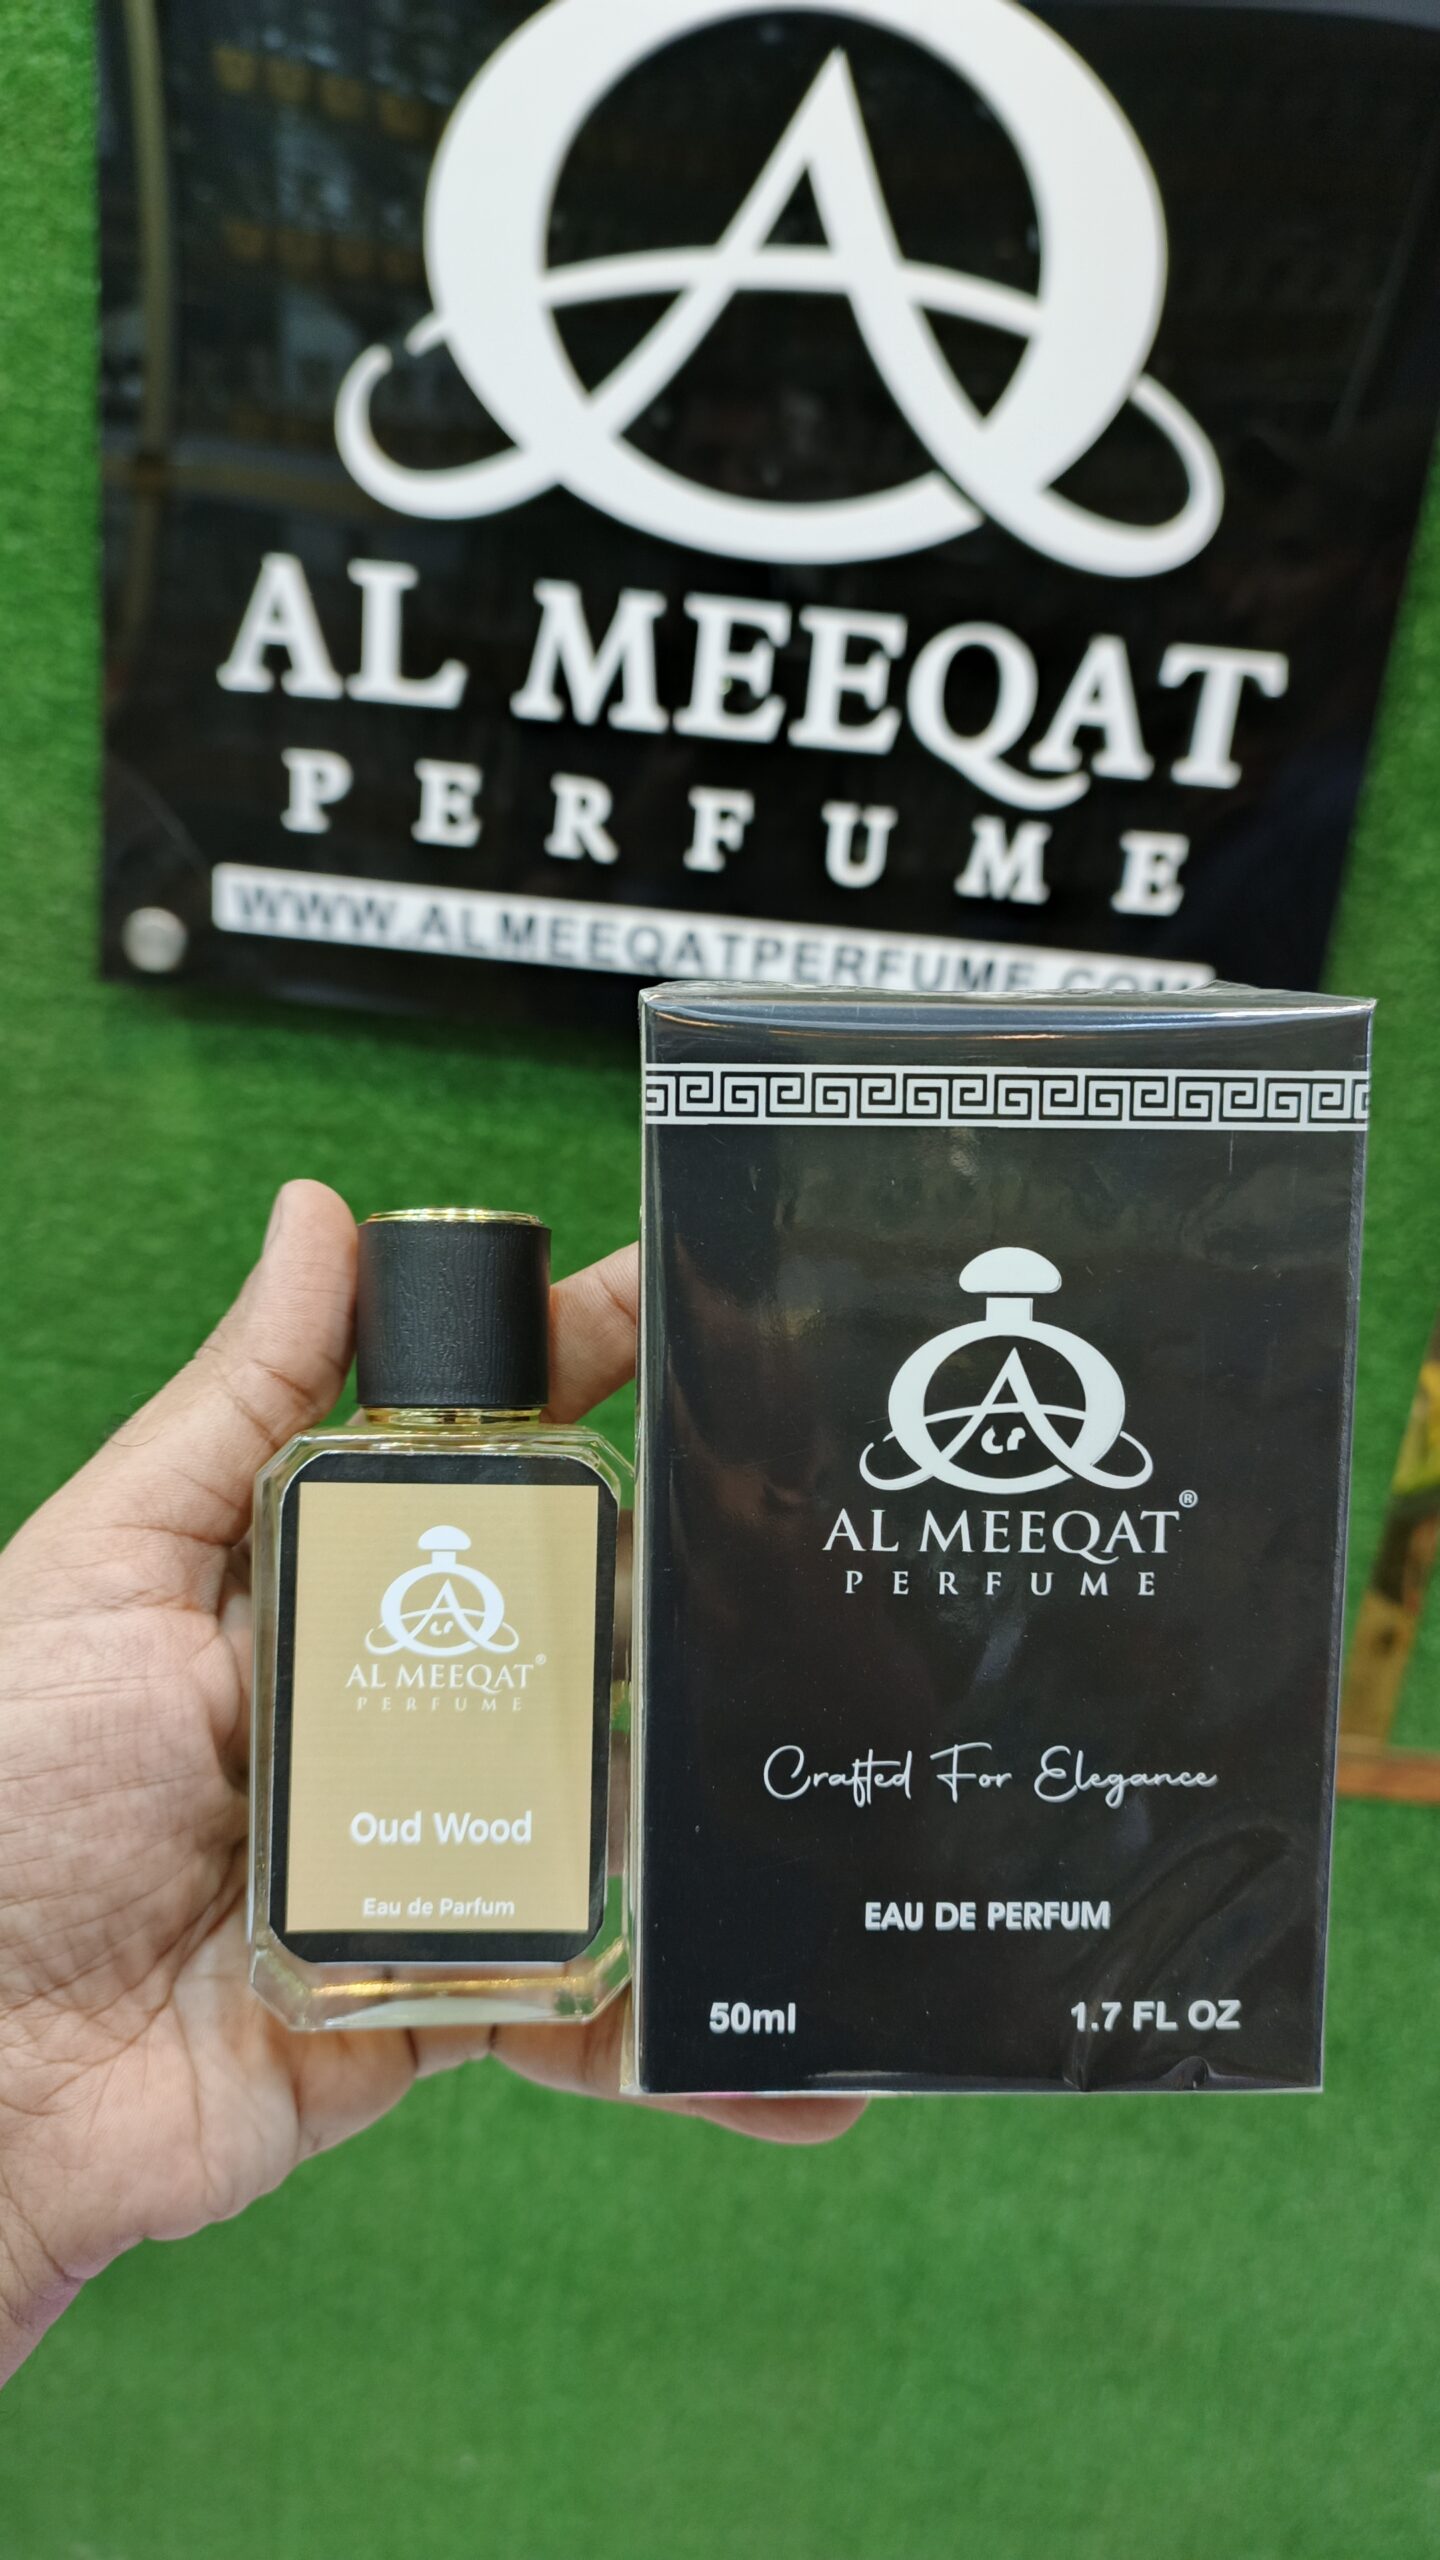 AL MEEQAT
PERFUME
WWW.ALMEEQATPERFUME.COM
AL MEEQAT®
PERFUME
Oud Wood
Eau de Parfum
AL MEEQAT®
PERFUME
Crafted For Elegance
EAU DE PERFUM
50ml 1.7 FL OZ